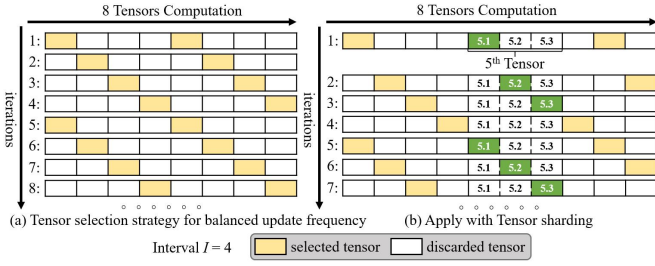 8 Tensors Computation
iterations
1:
2:
3:
4:
5:
6:
7:
8:
(a) Tensor selection strategy for balanced update frequency
8 Tensors Computation
iterations
1: 5.1 5.2 5.3
5th Tensor
2: 5.1 5.2 5.3
3: 5.1 5.2 5.3
4: 5.1 5.2 5.3
5: 5.1 5.2 5.3
6: 5.1 5.2 5.3
7: 5.1 5.2 5.3
(b) Apply with Tensor sharding
Interval I = 4 selected tensor discarded tensor